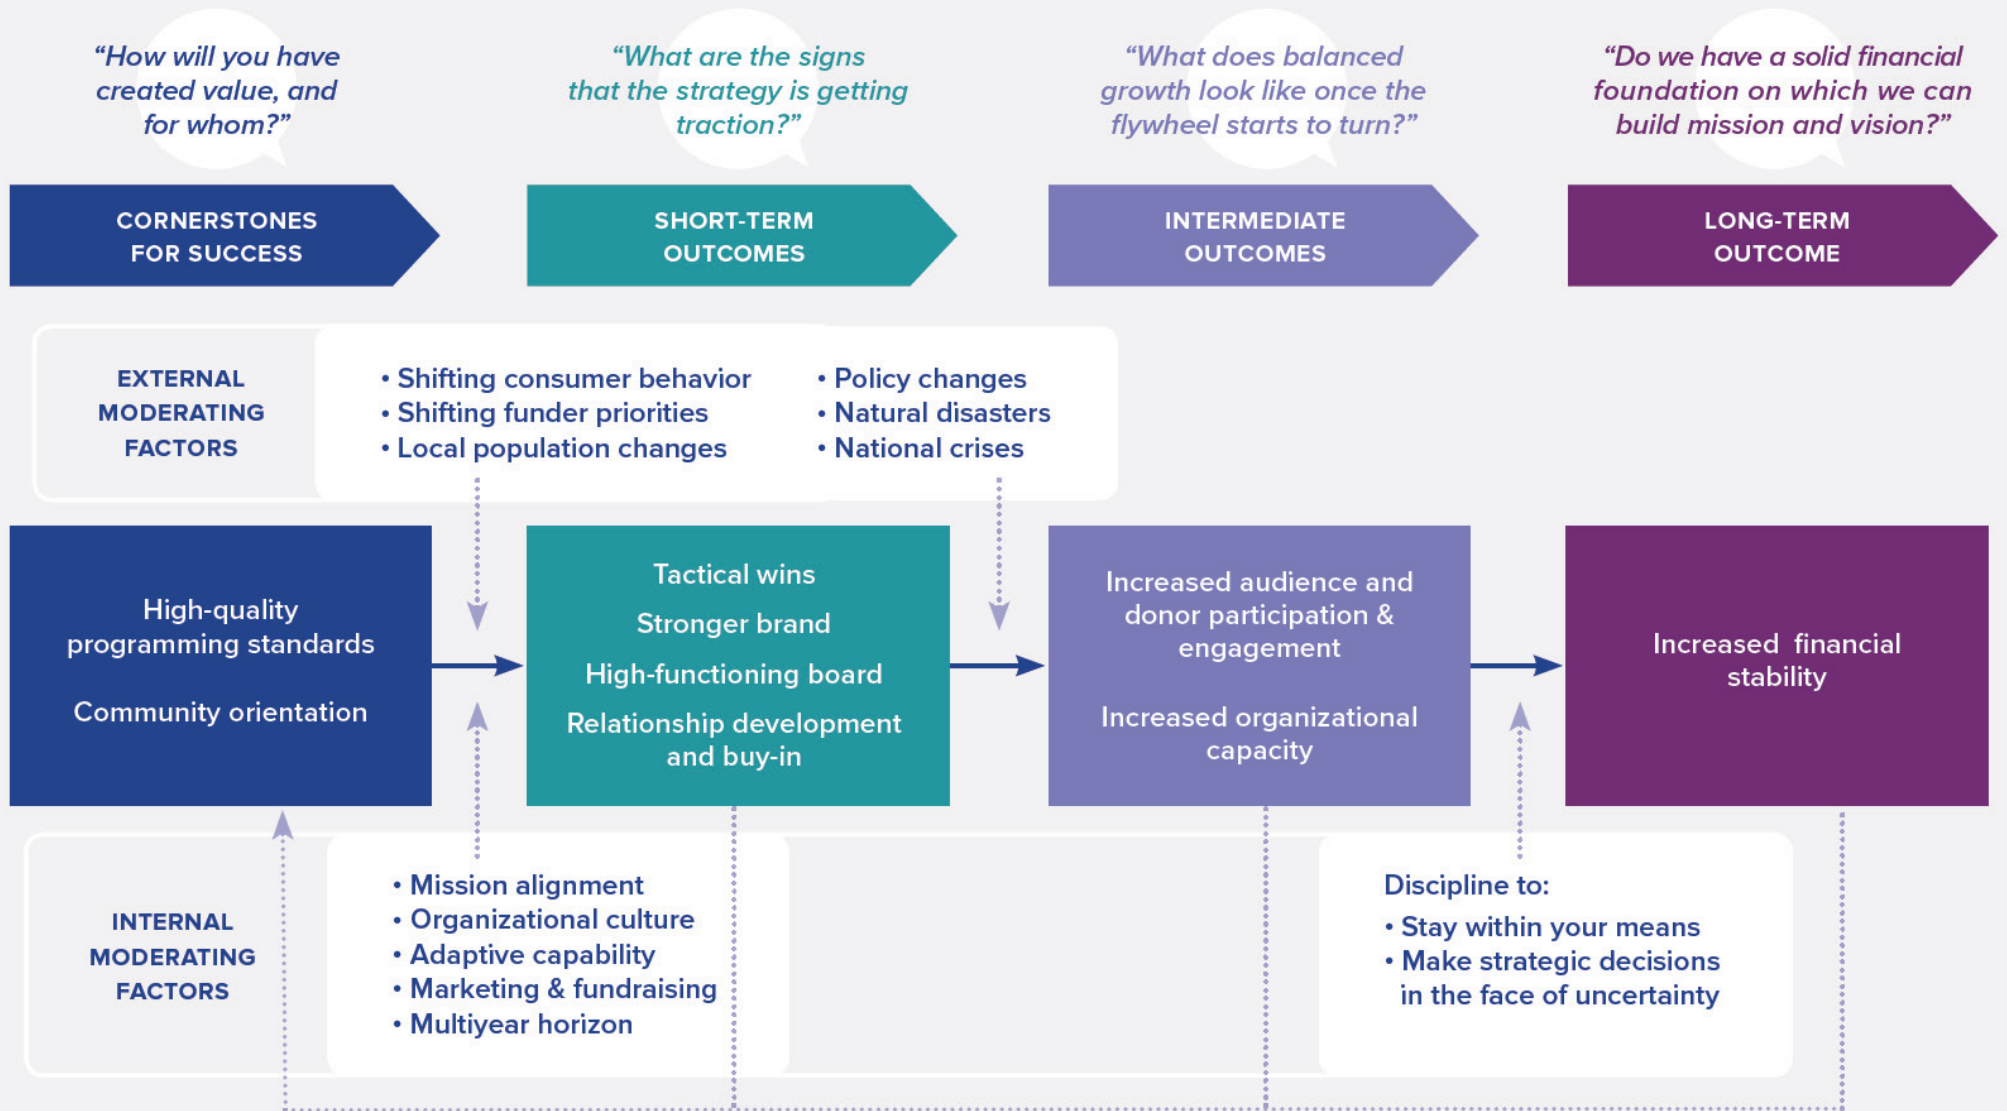 “How will you have
created value, and
for whom?”
“What are the signs
that the strategy is getting
traction?”
“What does balanced
growth look like once the
flywheel starts to turn?”
“Do we have a solid financial
foundation on which we can
build mission and vision?”
CORNERSTONES
FOR SUCCESS
SHORT-TERM
OUTCOMES
INTERMEDIATE
OUTCOMES
LONG-TERM
OUTCOME
EXTERNAL
MODERATING
FACTORS
• Shifting consumer behavior
• Shifting funder priorities
• Local population changes
• Policy changes
• Natural disasters
• National crises
High-quality
programming standards
Community orientation
Tactical wins
Stronger brand
High-functioning board
Relationship development
and buy-in
Increased audience and
donor participation &
engagement
Increased organizational
capacity
Increased financial
stability
INTERNAL
MODERATING
FACTORS
• Mission alignment
• Organizational culture
• Adaptive capability
• Marketing & fundraising
• Multiyear horizon
Discipline to:
• Stay within your means
• Make strategic decisions
in the face of uncertainty